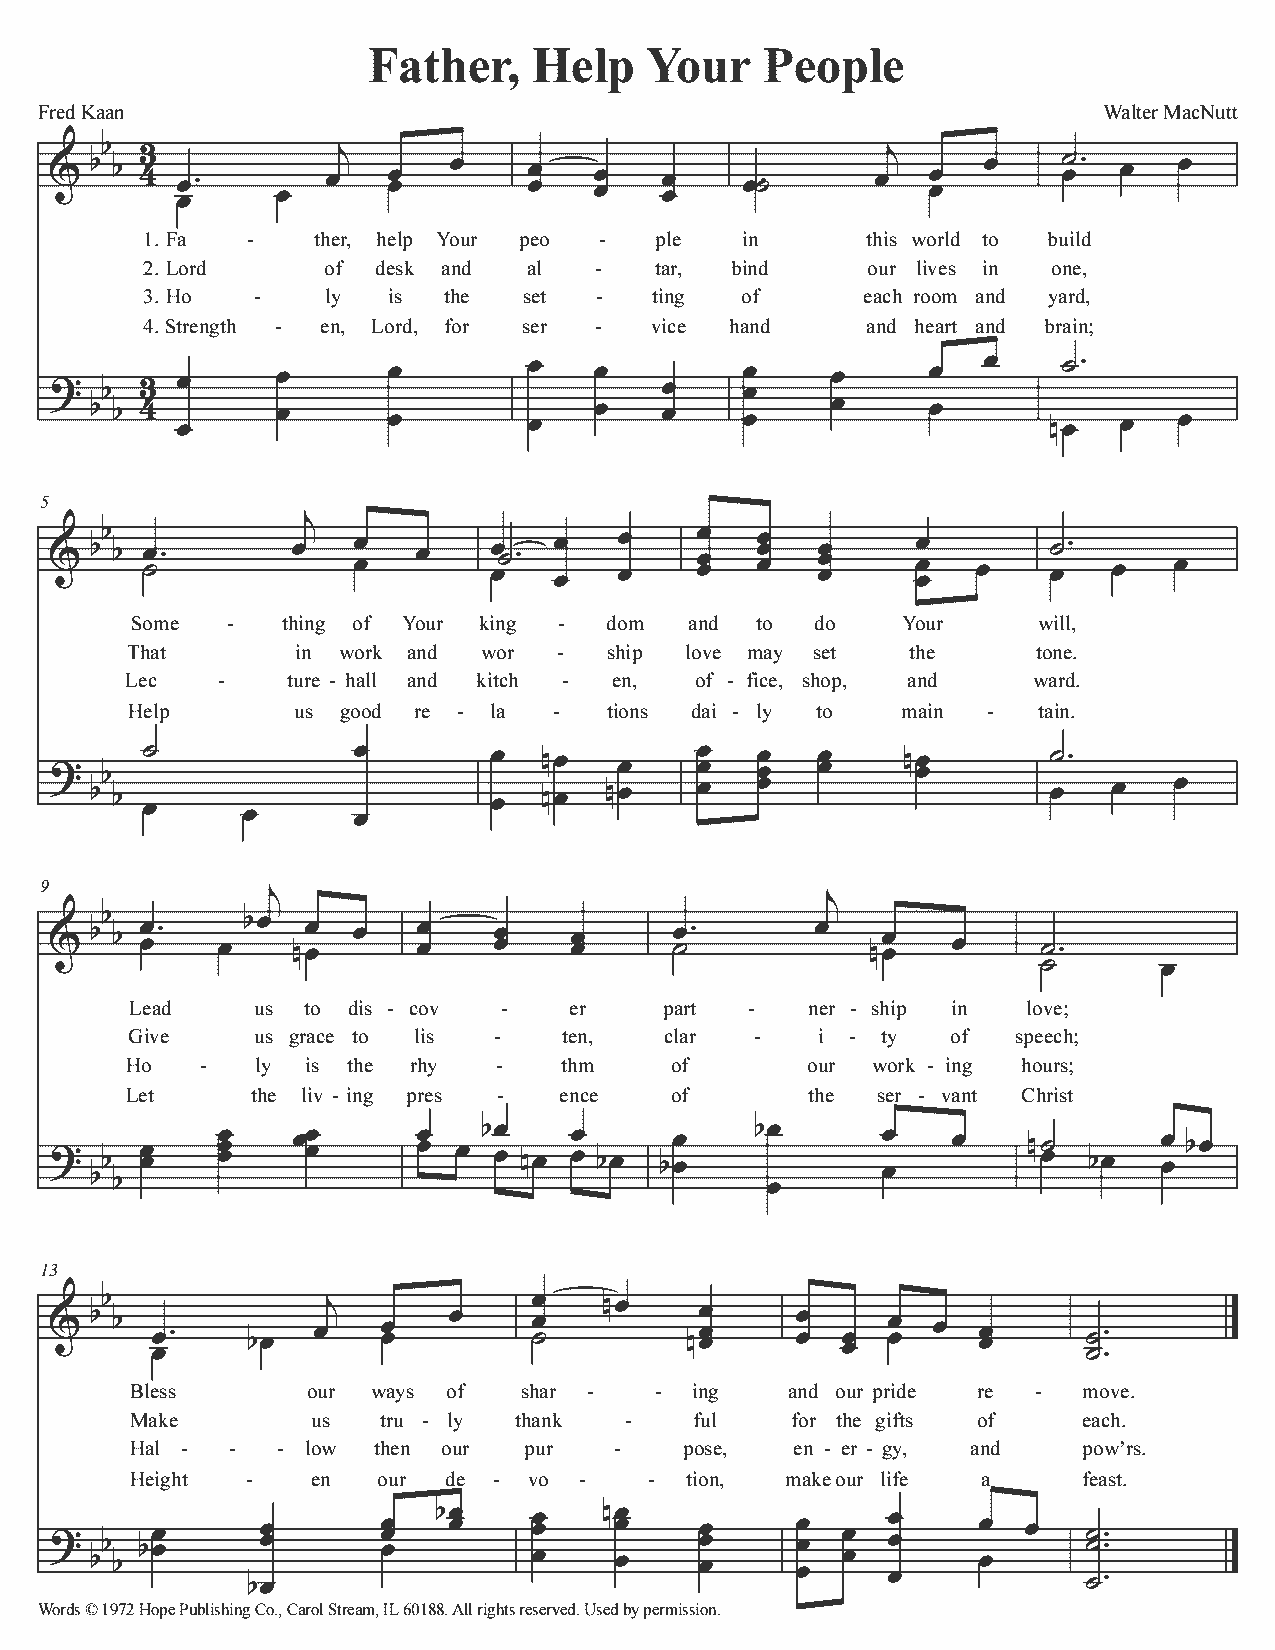 Father, Help Your People
Fred Kaan
Walter MacNutt
1. Fa - ther, help Your peo - ple in this world to build
2. Lord of desk and al - tar, bind our lives in one,
3. Ho - ly is the set - ting of each room and yard,
4. Strength - en, Lord, for ser - vice hand and heart and brain;
5
Some - thing of Your king - dom and to do Your will,
That in work and wor - ship love may set the tone.
Lec - ture - hall and kitch - en, of - fice, shop, and ward.
Help us good re - la - tions dai - ly to main - tain.
9
Lead us to dis - cov - er part - ner - ship in love;
Give us grace to lis - ten, clar - i - ty of speech;
Ho - ly is the rhy - thm of our work - ing hours;
Let the liv - ing pres - ence of the ser - vant Christ
13
Bless our ways of shar - - ing and our pride re - move.
Make us tru - ly thank - ful for the gifts of each.
Hal - - - low then our pur - pose, en - er - gy, and pow'rs.
Height - en our de - vo - - tion, make our life a feast.
Words © 1972 Hope Publishing Co., Carol Stream, IL 60188. All rights reserved. Used by permission.